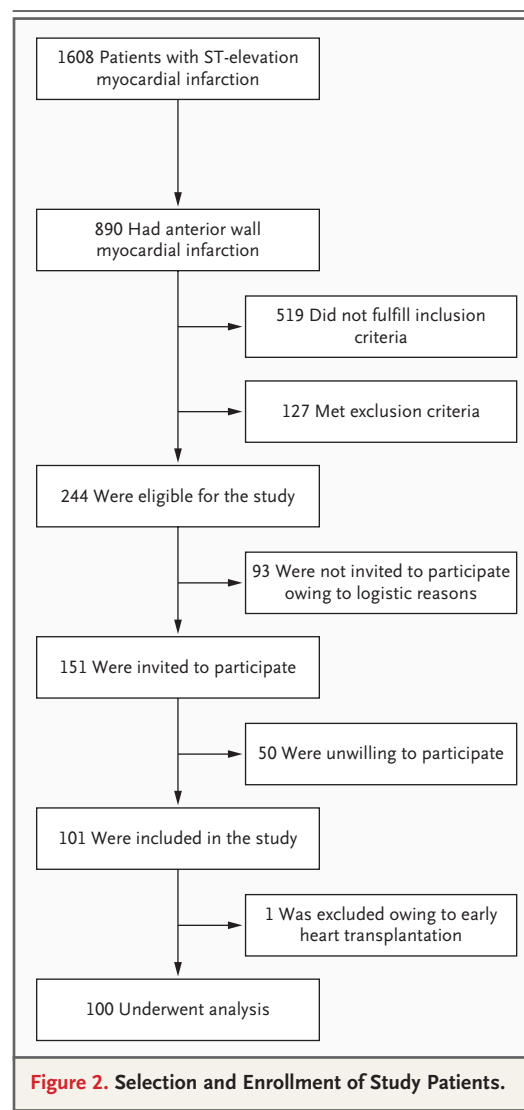 1608 Patients with ST-elevation
myocardial infarction
890 Had anterior wall
myocardial infarction
519 Did not fulfill inclusion
criteria
127 Met exclusion criteria
244 Were eligible for the study
93 Were not invited to participate
owing to logistic reasons
151 Were invited to participate
50 Were unwilling to participate
101 Were included in the study
1 Was excluded owing to early
heart transplantation
100 Underwent analysis
Figure 2. Selection and Enrollment of Study Patients.